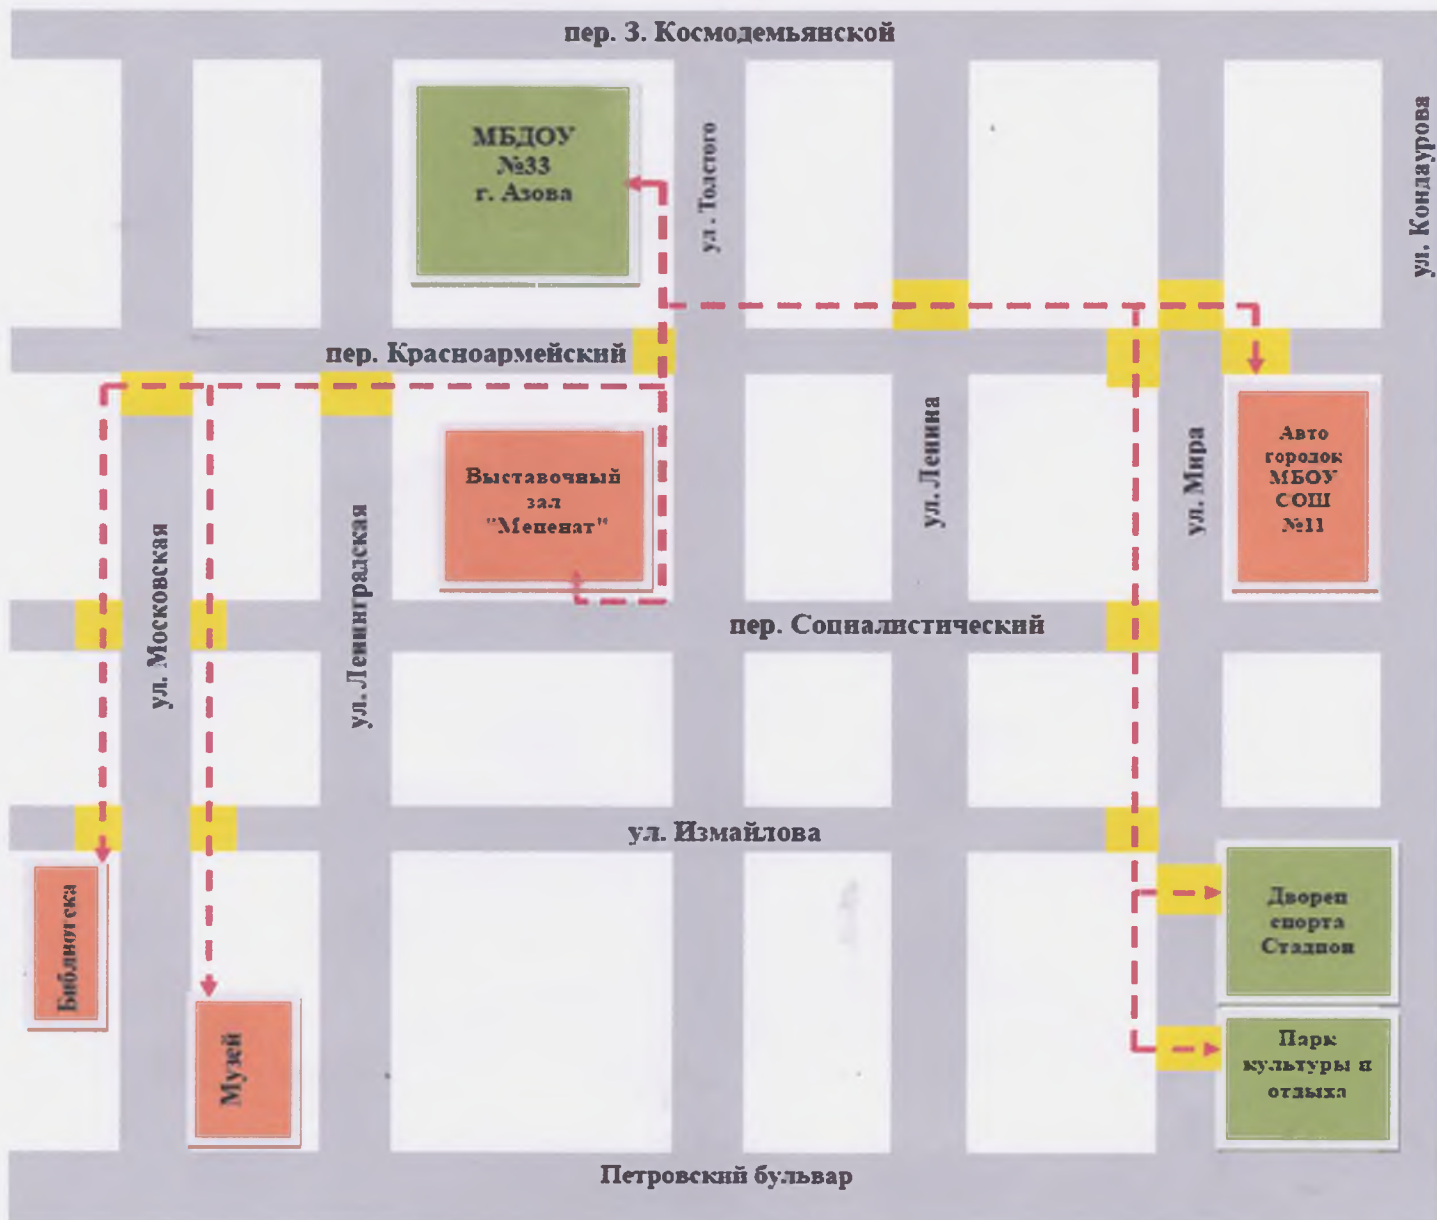 пер. З. Космодемьянской
МБДОУ
№33
г. Азова
ул. Толстого
ул. Кондаурова
пер. Красноармейский
ул. Ленина
ул. Мира
Авто
городок
МБОУ
СОШ
№11
Выставочный
зал
"Меценат"
ул. Московская
ул. Ленинградская
пер. Социалистический
ул. Измайлова
Библиотека
Музей
Дворец
спорта
Стадион
Парк
культуры и
отдыха
Петровский бульвар